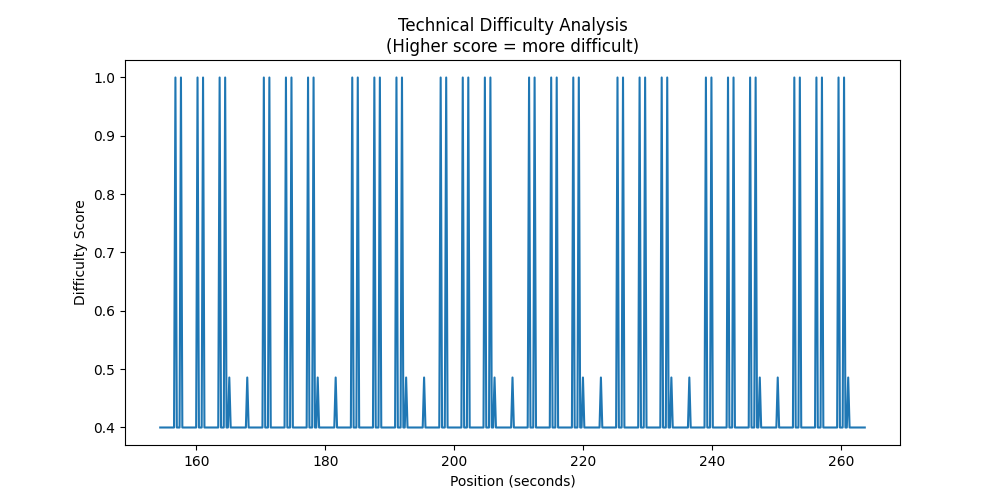 Technical Difficulty Analysis
(Higher score = more difficult)
Difficulty Score
1.0
0.9
0.8
0.7
0.6
0.5
0.4
160 180 200 220 240 260
Position (seconds)